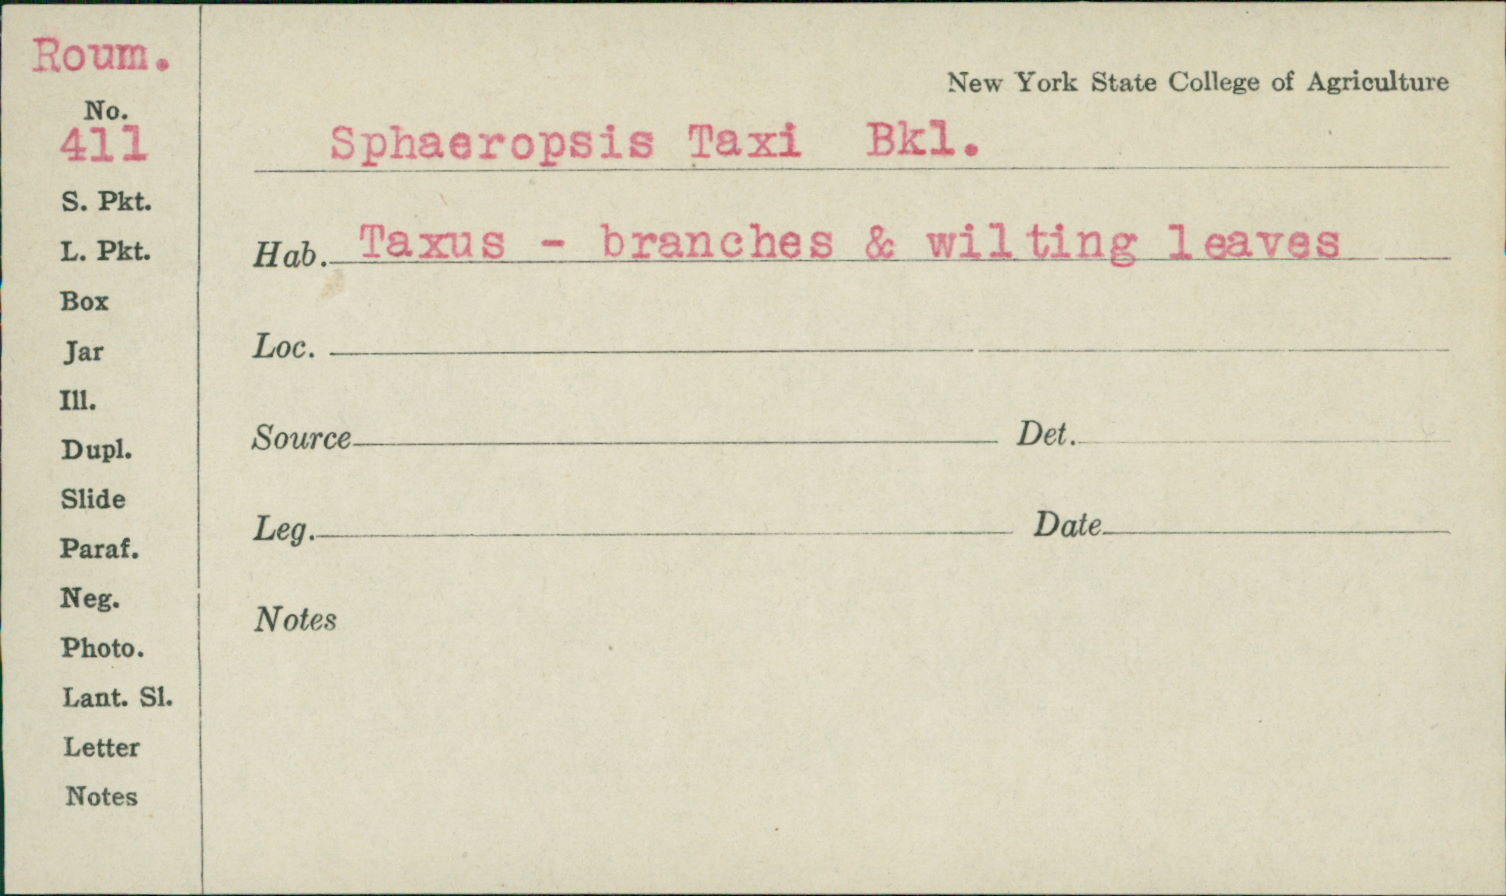 Roum.
No.
411
S. Pkt.
L. Pkt.
Box
Jar
Ill.
Dupl.
Slide
Paraf.
Neg.
Photo.
Lant. Sl.
Letter
Notes
New York State College of Agriculture
Sphaeropsis Taxi Bkl.
Hab. Taxus - branches & wilting leaves
Loc.
Source Det.
Leg. Date
Notes